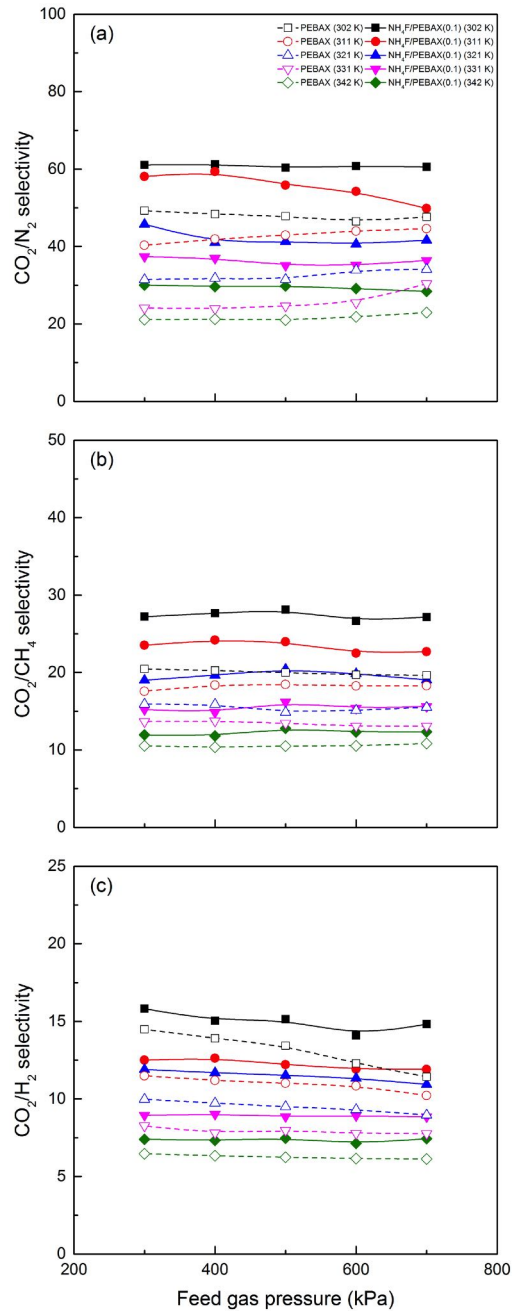 (a)
PEBAX (302 K) NH₄F/PEBAX(0.1) (302 K)
PEBAX (311 K) NH₄F/PEBAX(0.1) (311 K)
PEBAX (321 K) NH₄F/PEBAX(0.1) (321 K)
PEBAX (331 K) NH₄F/PEBAX(0.1) (331 K)
PEBAX (342 K) NH₄F/PEBAX(0.1) (342 K)
100
80
60
40
20
0
CO₂/N₂ selectivity
(b)
50
40
30
20
10
0
CO₂/CH₄ selectivity
(c)
25
20
15
10
5
0
CO₂/H₂ selectivity
200 400 600 800
Feed gas pressure (kPa)